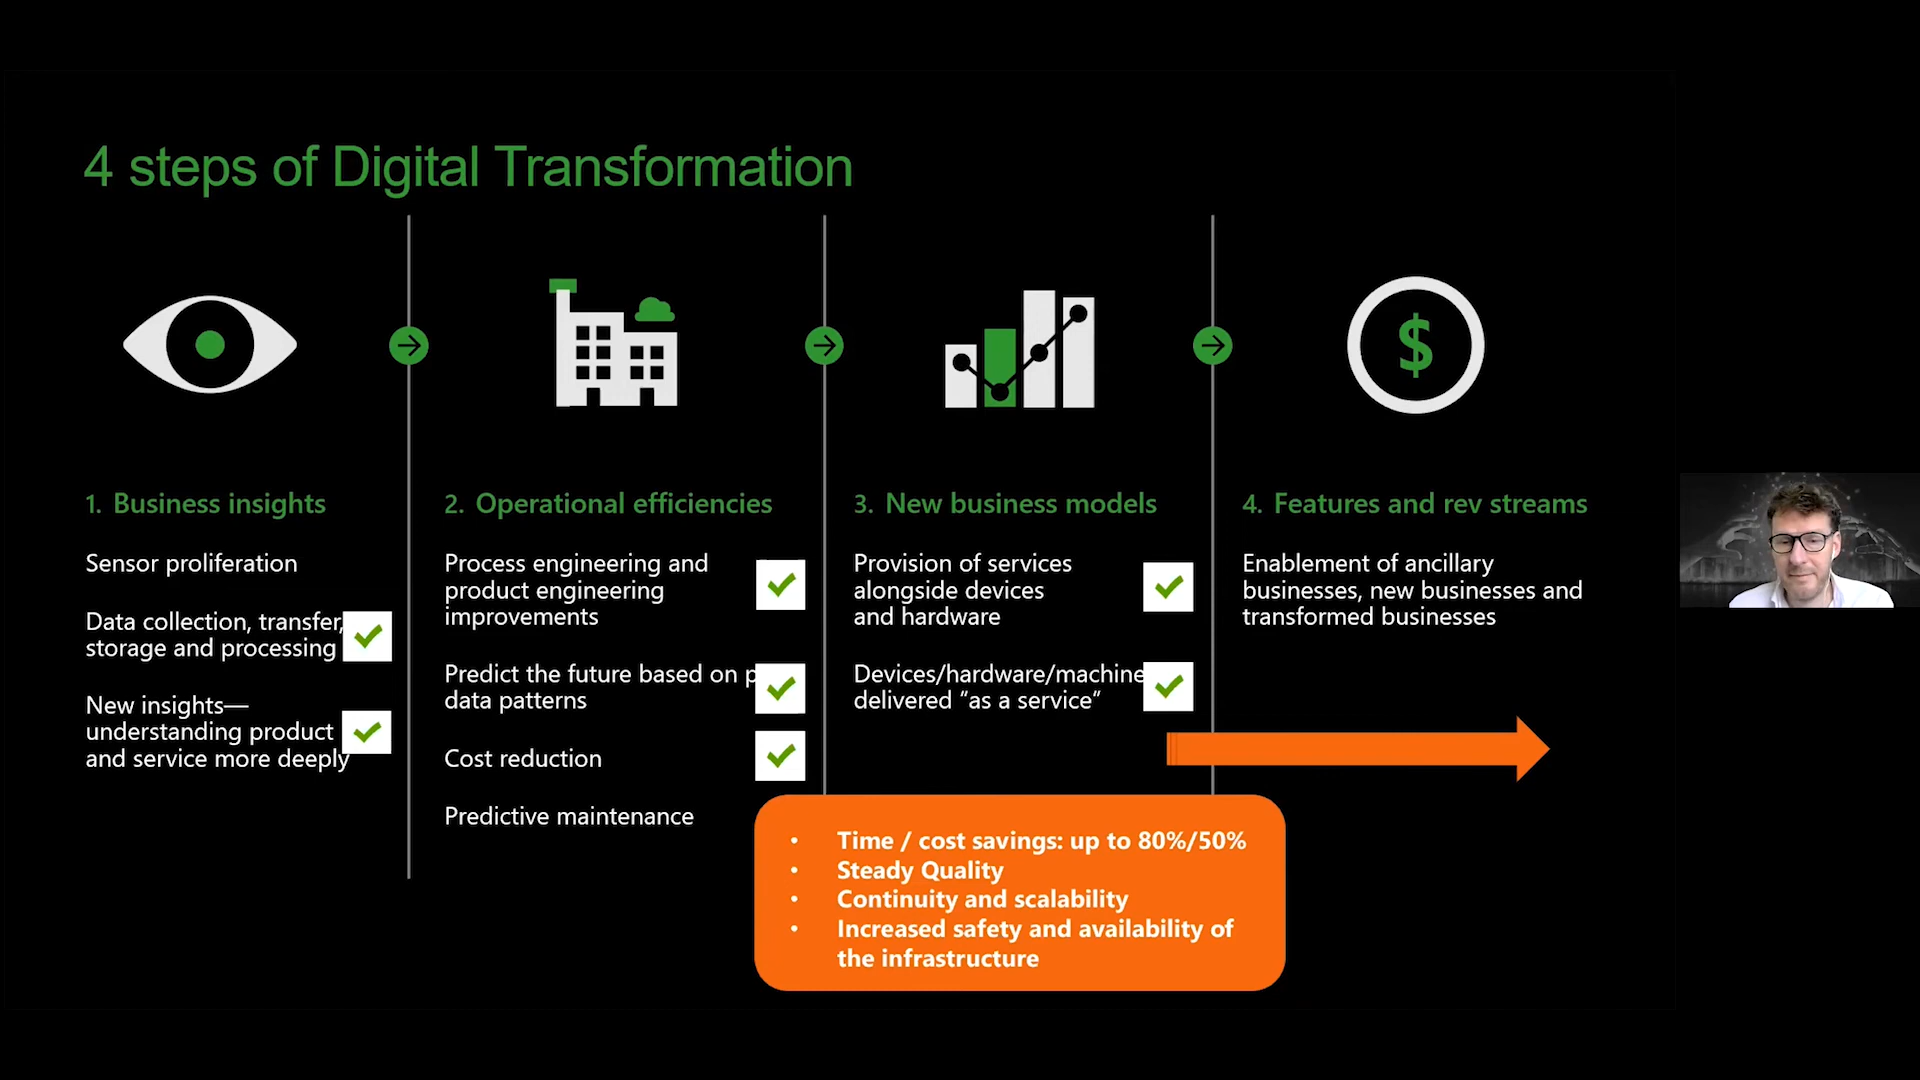 4 steps of Digital Transformation
$
1. Business insights
Sensor proliferation
Data collection, transfer,
storage and processing
New insights—
understanding product
and service more deeply
2. Operational efficiencies
Process engineering and
product engineering
improvements
Predict the future based on
data patterns
Cost reduction
Predictive maintenance
3. New business models
Provision of services
alongside devices
and hardware
Devices/hardware/machine
delivered “as a service”
4. Features and rev streams
Enablement of ancillary
businesses, new businesses and
transformed businesses
• Time / cost savings: up to 80%/50%
• Steady Quality
• Continuity and scalability
• Increased safety and availability of
the infrastructure